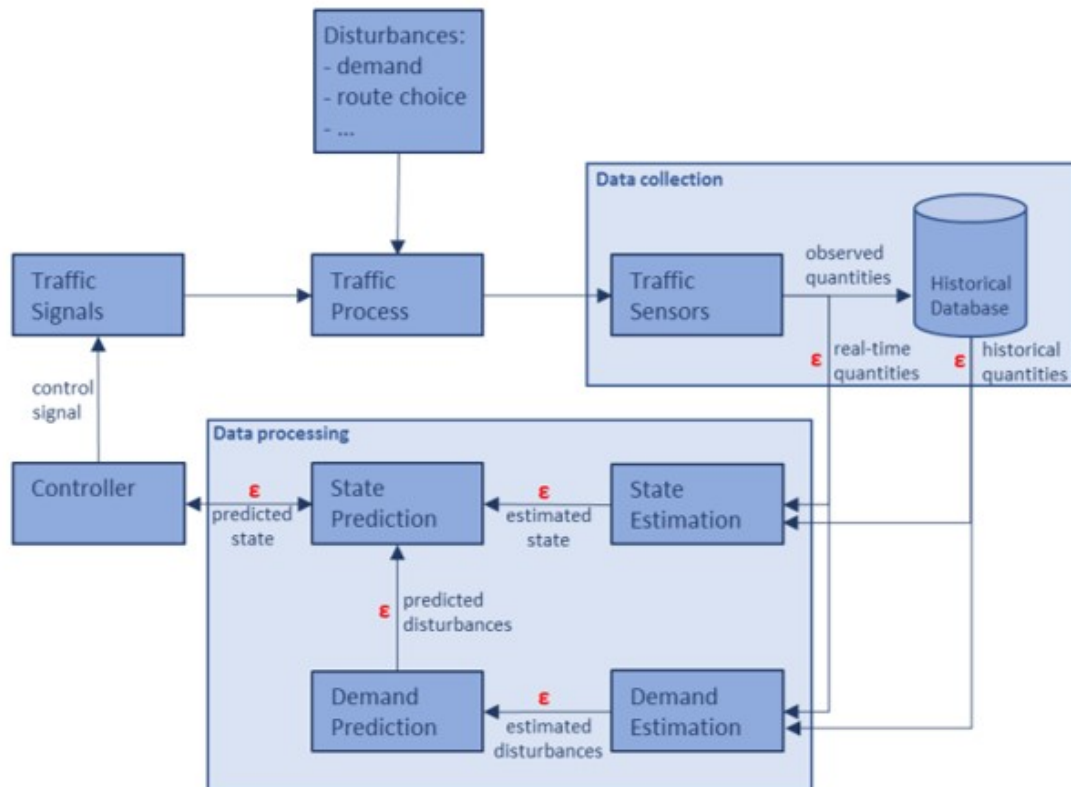 Disturbances:
- demand
- route choice
- ...
Data collection
Traffic
Signals
Traffic
Process
Traffic
Sensors
observed
quantities
Historical
Database
ε
real-time
quantities
ε
historical
quantities
control
signal
Data processing
Controller
ε
predicted
state
State
Prediction
ε
estimated
state
State
Estimation
ε
predicted
disturbances
Demand
Prediction
ε
estimated
disturbances
Demand
Estimation